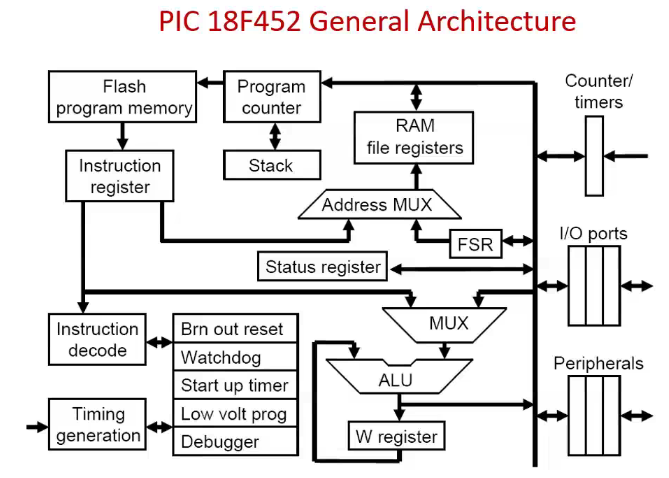 PIC 18F452 General Architecture
Flash
program memory
Program
counter
Counter/
timers
RAM
file registers
Instruction
register
Stack
Address MUX
FSR
I/O ports
Status register
MUX
Instruction
decode
Brn out reset
Watchdog
Start up timer
Low volt prog
Debugger
Timing
generation
ALU
W register
Peripherals